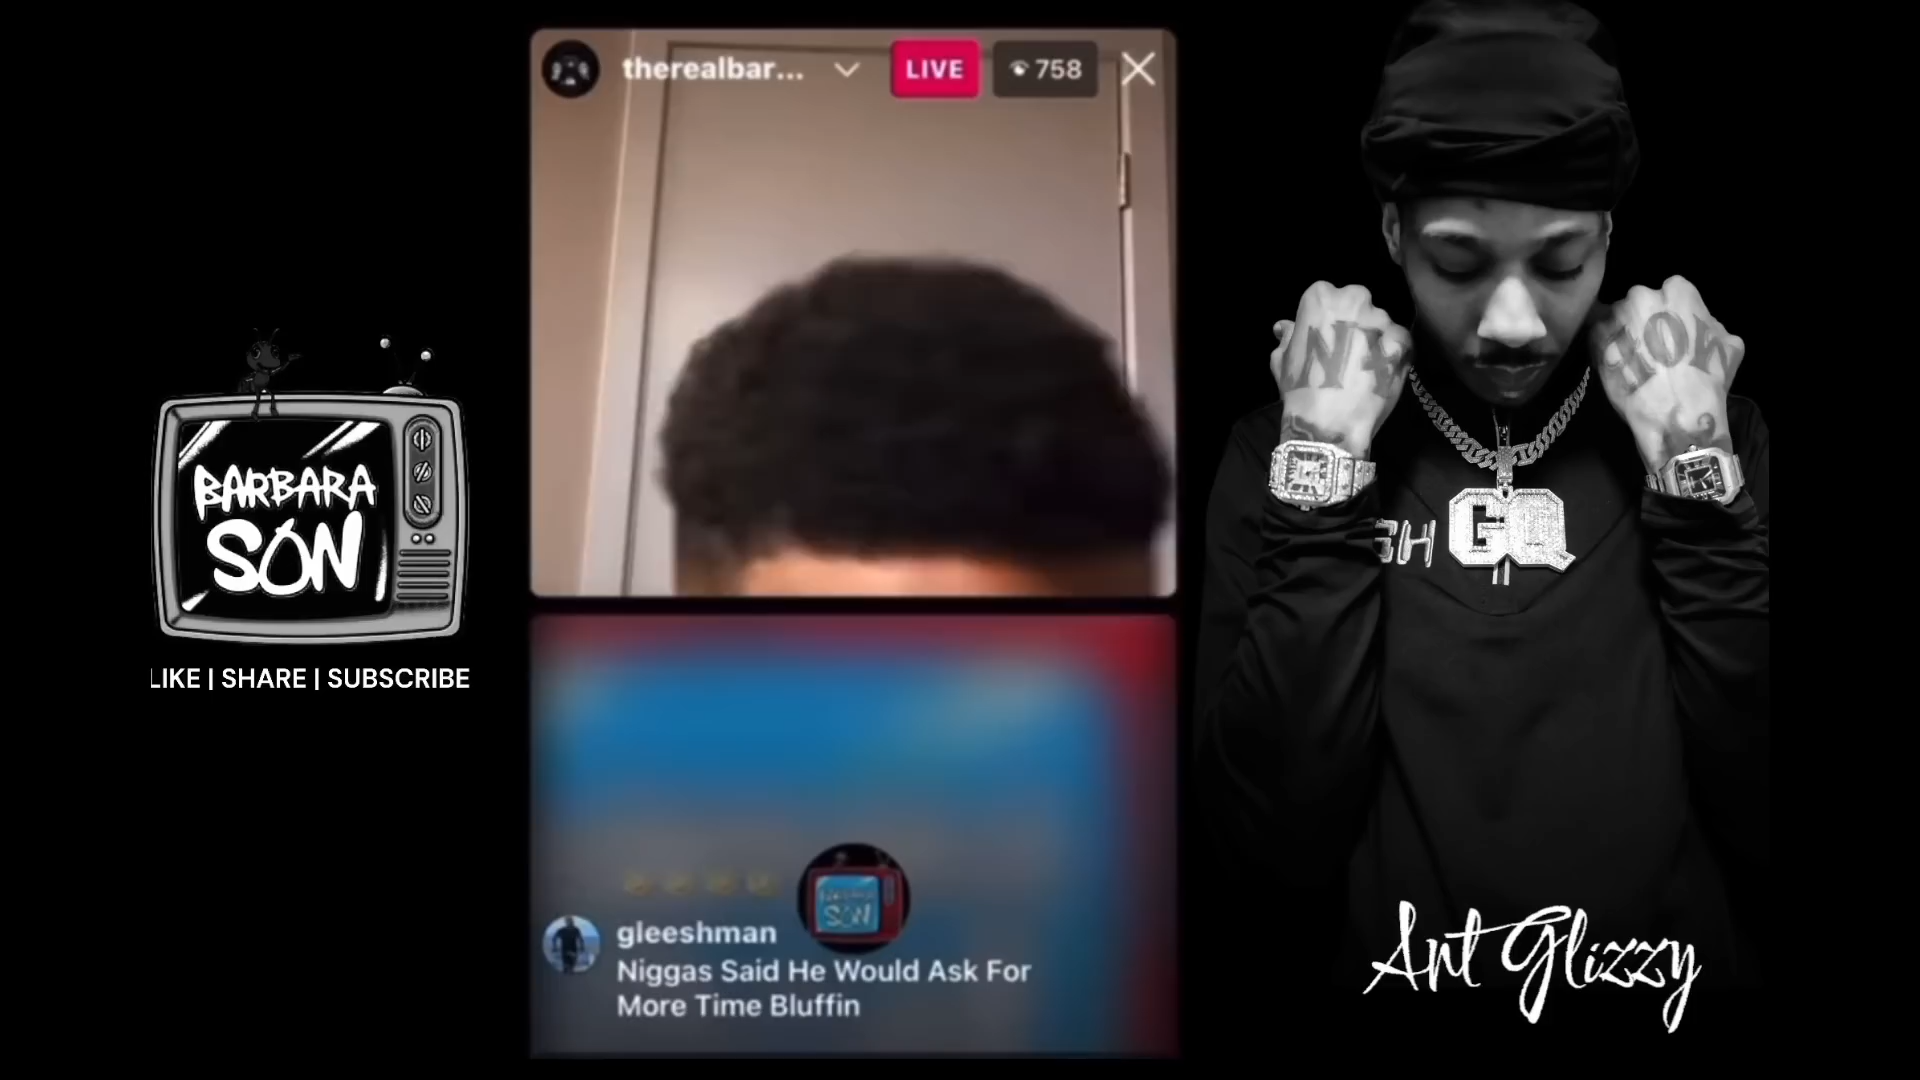 therealbar...
LIVE
758
BARBARA
SON
LIKE | SHARE | SUBSCRIBE
GQ
SON
gleeshman
Niggas Said He Would Ask For
More Time Bluffin
Art Glizzy